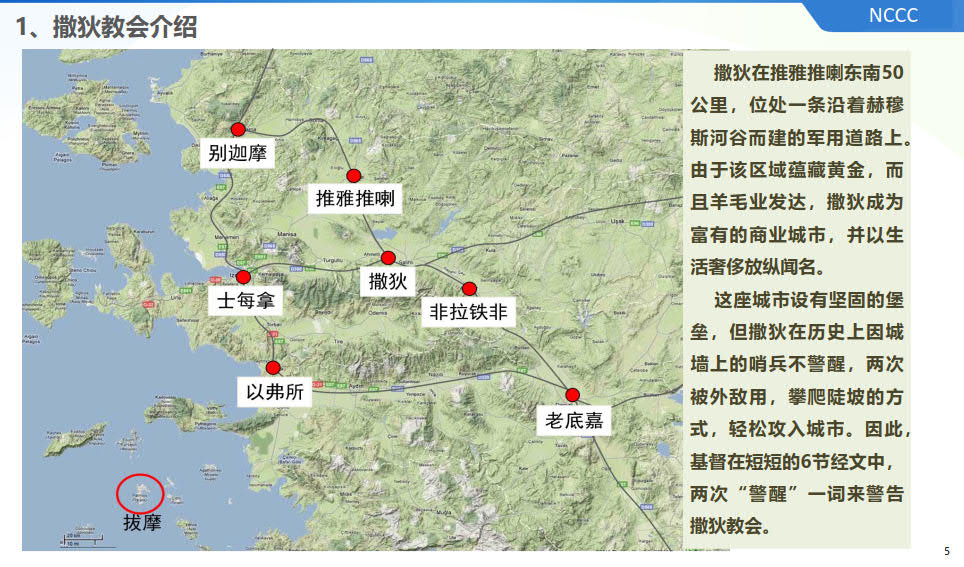 NCCC
1、撒狄教会介绍
别迦摩
推雅推喇
撒狄
士每拿
非拉铁非
以弗所
老底嘉
拔摩
撒狄在推雅推喇东南50
公里，位处一条沿着赫穆
斯河谷而建的军用道路上。
由于该区域蕴藏黄金，而
且羊毛业发达，撒狄成为
富有的商业城市，并以生
活奢侈放纵闻名。
这座城市设有坚固的堡
垒，但撒狄在历史上因城
墙上的哨兵不警醒，两次
被外敌用，攀爬陡坡的方
式，轻松攻入城市。因此，
基督在短短的6节经文中，
两次“警醒”一词来警告
撒狄教会。
5